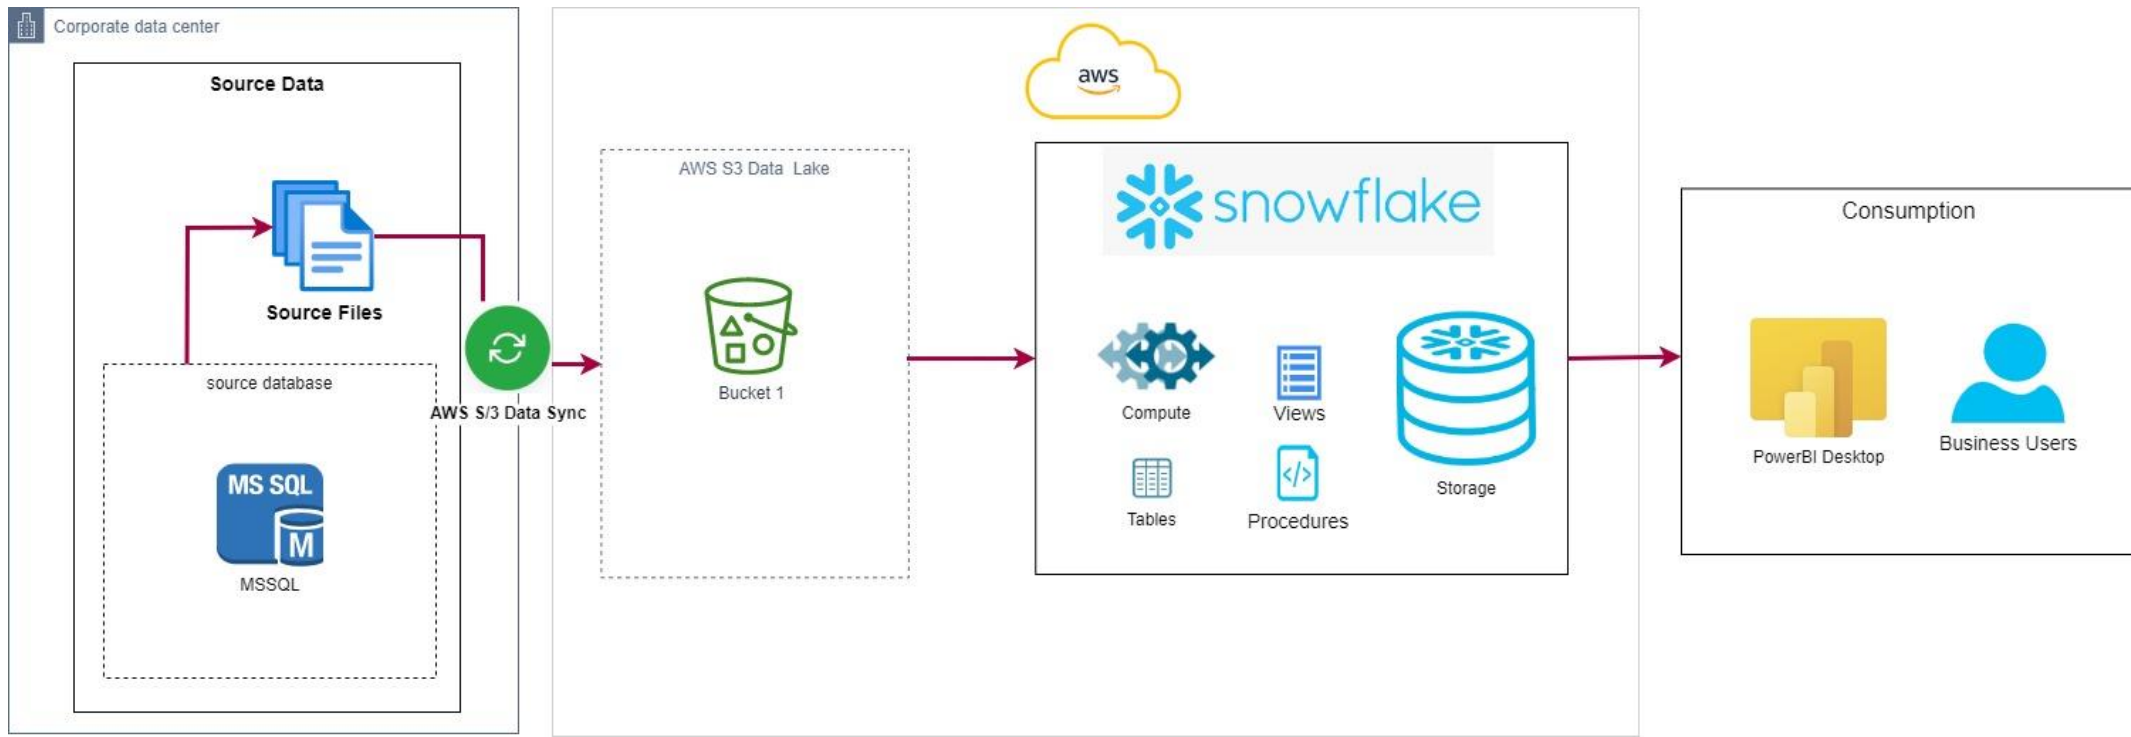 Corporate data center
Source Data
Source Files
source database
MS SQL
M
MSSQL
AWS S/3 Data Sync
aws
AWS S3 Data Lake
Bucket 1
snowflake
Compute
Views
Tables
</>
Procedures
Storage
Consumption
PowerBI Desktop
Business Users